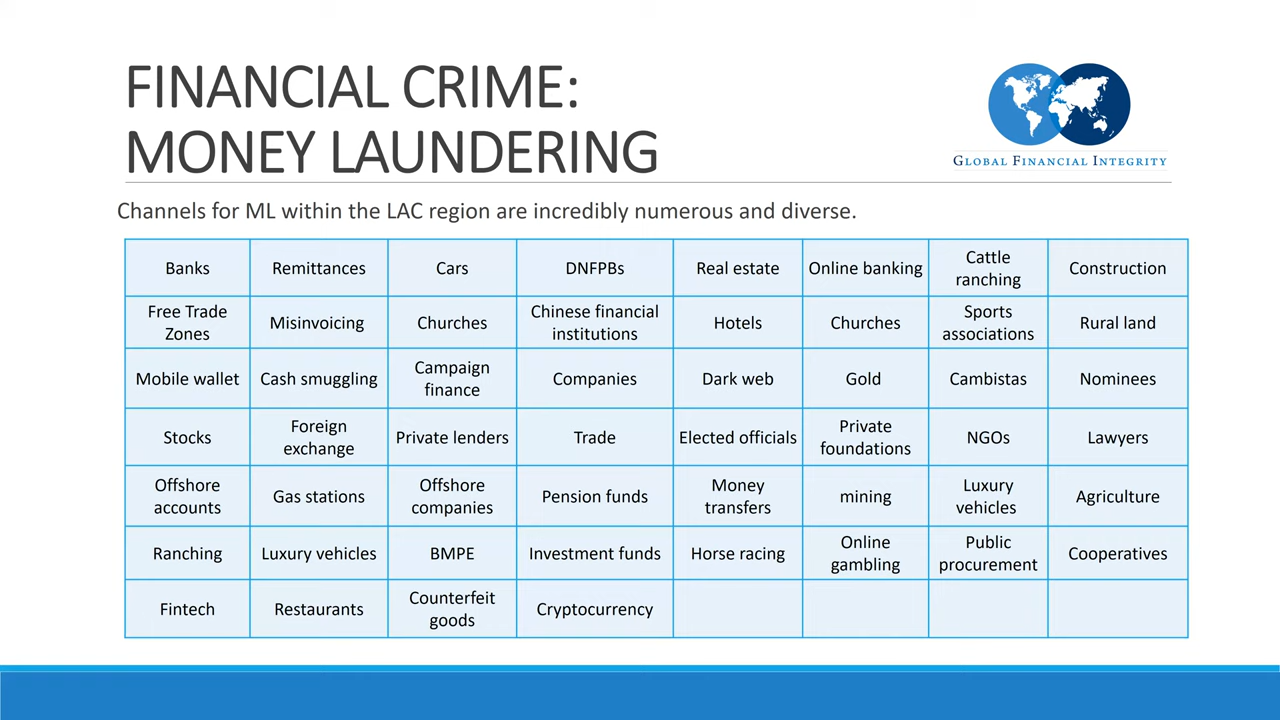 FINANCIAL CRIME:
MONEY LAUNDERING
GLOBAL FINANCIAL INTEGRITY
Channels for ML within the LAC region are incredibly numerous and diverse.
Banks
Remittances
Cars
DNFPBs
Real estate
Online banking
Cattle
ranching
Construction
Free Trade
Zones
Misinvoicing
Churches
Chinese financial
institutions
Hotels
Churches
Sports
associations
Rural land
Mobile wallet
Cash smuggling
Campaign
finance
Companies
Dark web
Gold
Cambistas
Nominees
Stocks
Foreign
exchange
Private lenders
Trade
Elected officials
Private
foundations
NGOs
Lawyers
Offshore
accounts
Gas stations
Offshore
companies
Pension funds
Money
transfers
mining
Luxury
vehicles
Agriculture
Ranching
Luxury vehicles
BMPE
Investment funds
Horse racing
Online
gambling
Public
procurement
Cooperatives
Fintech
Restaurants
Counterfeit
goods
Cryptocurrency